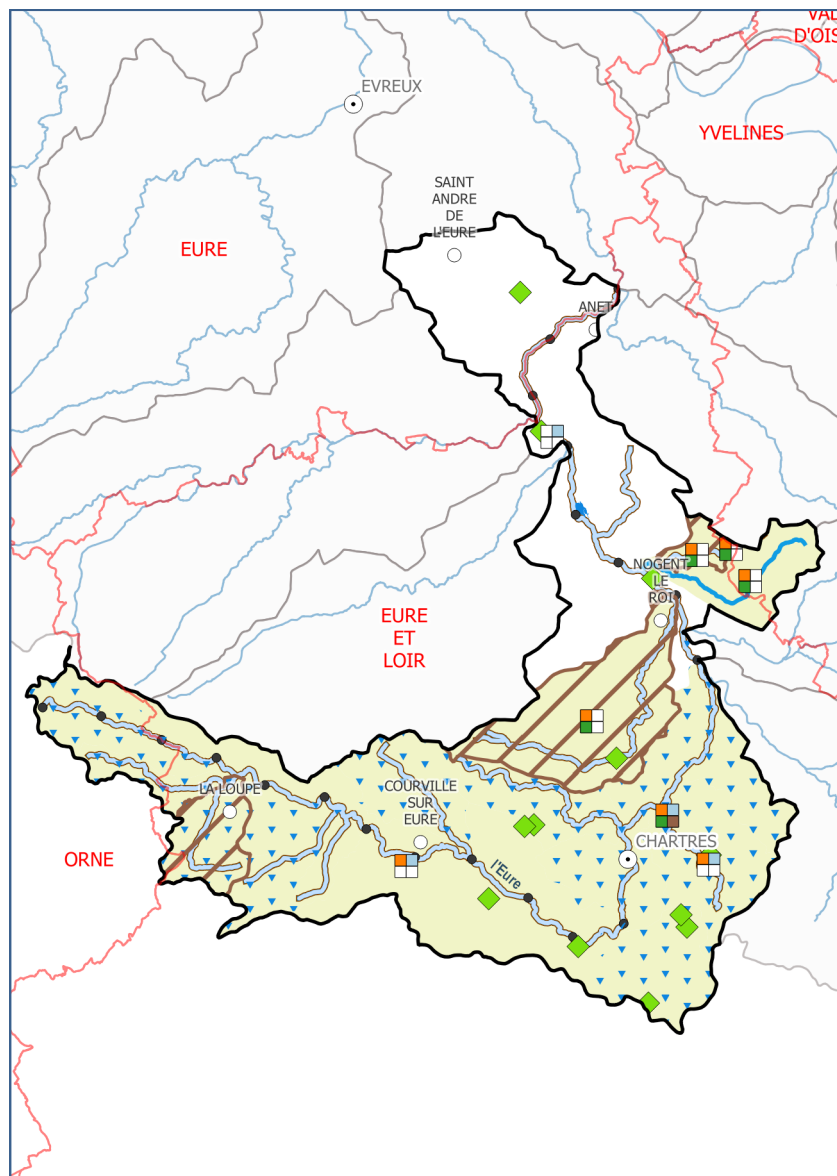 VAL
D'OIS
EVREUX
YVELINES
SAINT
ANDRE
DE
L'EURE
EURE
ANET
NOGENT
LE
ROI
EURE
ET
LOIR
LA LOUPE
COURVILLE
SUR
EURE
ORNE
CHARTRES
l'Eure